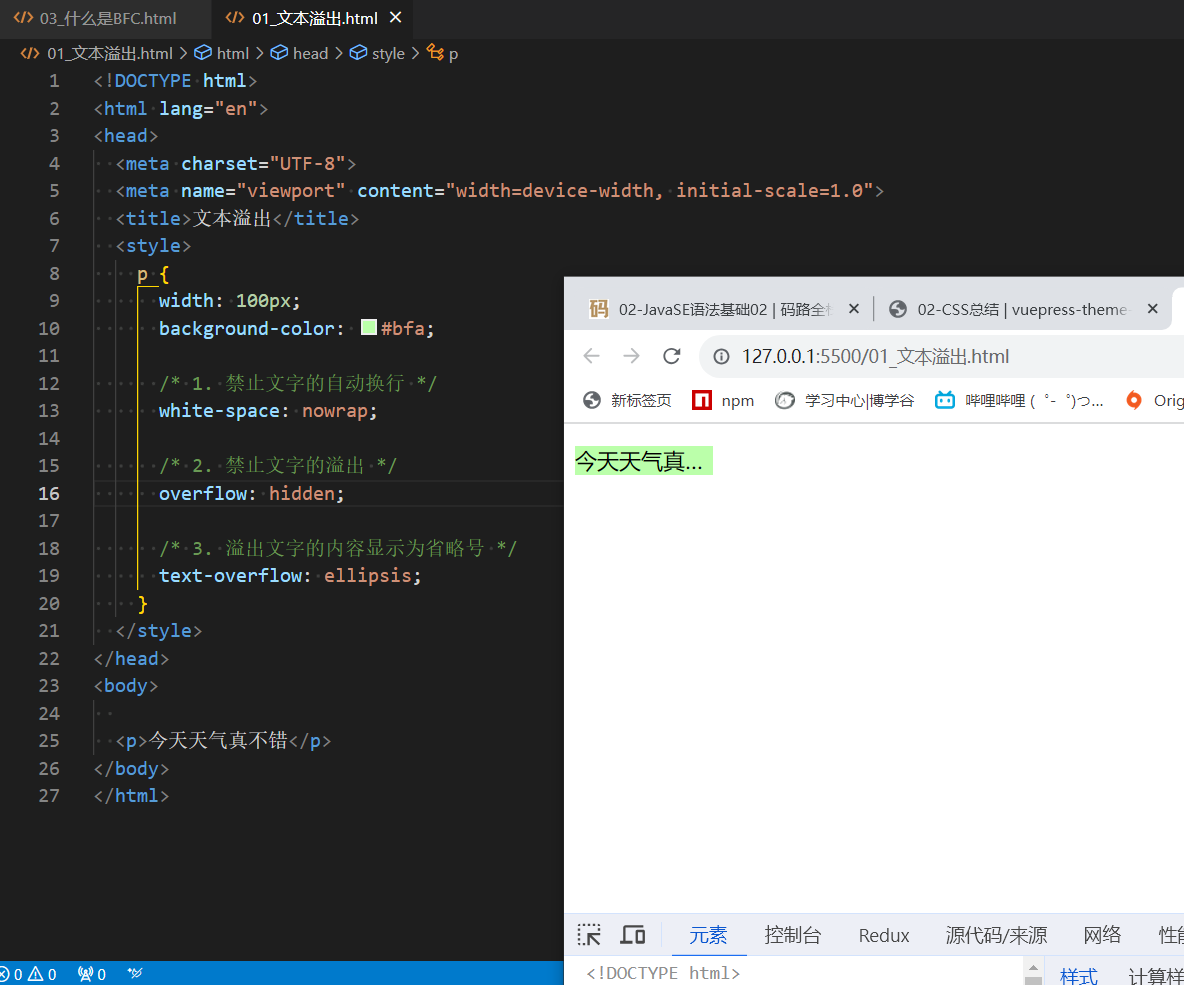 03_什么是BFC.html
01_文本溢出.html
01_文本溢出.html > html > head > style > p
1 <!DOCTYPE html>
2 <html lang="en">
3 <head>
4 <meta charset="UTF-8">
5 <meta name="viewport" content="width=device-width, initial-scale=1.0">
6 <title>文本溢出</title>
7 <style>
8 p {
9 width: 100px;
10 background-color: #bfa;
11
12 /* 1. 禁止文字的自动换行 */
13 white-space: nowrap;
14
15 /* 2. 禁止文字的溢出 */
16 overflow: hidden;
17
18 /* 3. 溢出文字的内容显示为省略号 */
19 text-overflow: ellipsis;
20 }
21 </style>
22 </head>
23 <body>
24
25 <p>今天天气真不错</p>
26 </body>
27 </html>
0 0 0
02-JavaSE语法基础02 | 码路全
02-CSS总结 | vuepress-theme-
127.0.0.1:5500/01_文本溢出.html
新标签页 npm 学习中心|博学谷 哔哩哔哩 (゜-゜)つ... Orig
今天天气真...
元素 控制台 Redux 源代码/来源 网络 性能
<!DOCTYPE html>
样式 计算样